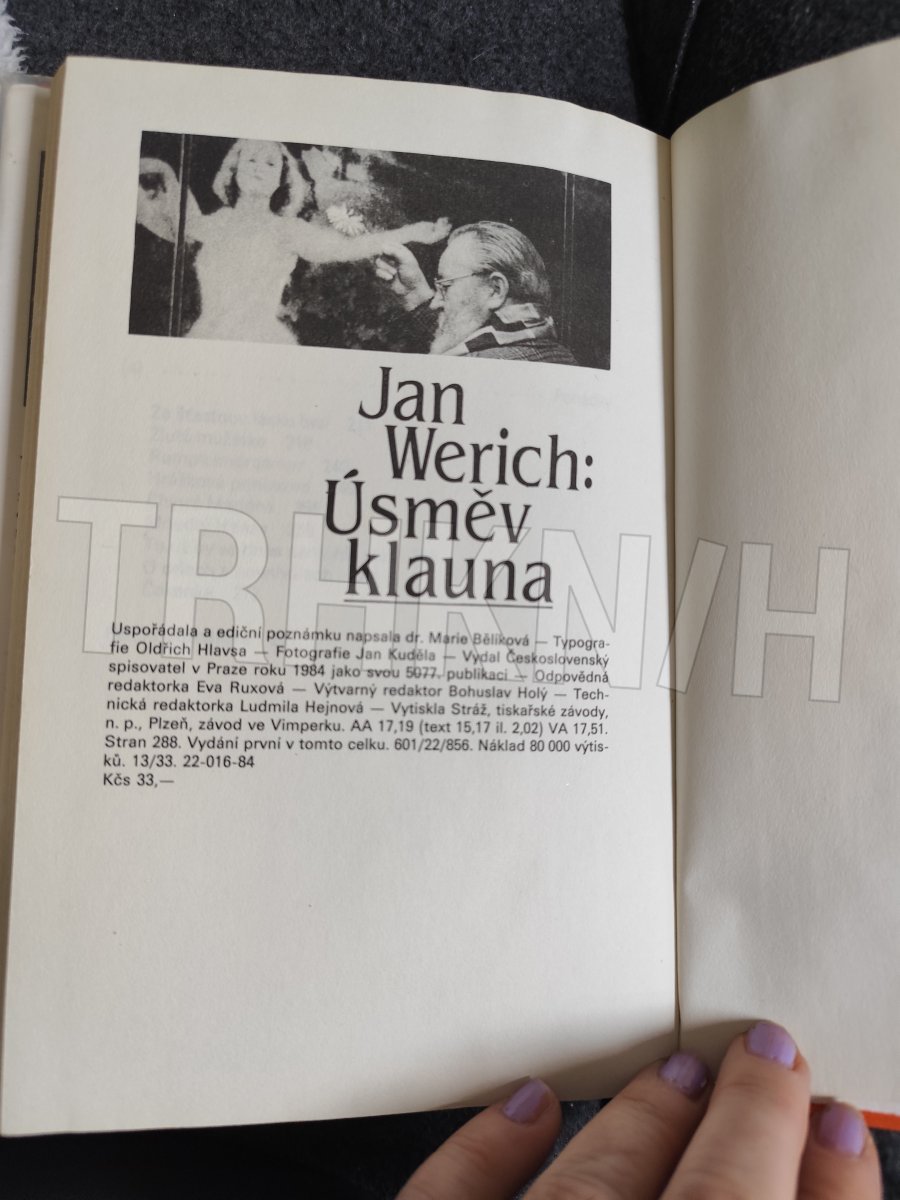 Jan
Werich:
Úsměv
klauna
Uspořádala a ediční poznámku napsala dr. Marie Bělíková — Typogra-
fie Oldřich Hlavsa — Fotografie Jan Kuděla — Vydal Československý
spisovatel v Praze roku 1984 jako svou 5077. publikaci — Odpovědná
redaktorka Eva Ruxová — Výtvarný redaktor Bohuslav Holý — Tech-
nická redaktorka Ludmila Hejnová — Vytiskla Stráž, tiskařské závody,
n. p., Plzeň, závod ve Vimperku. AA 17,19 (text 15,17 il. 2,02) VA 17,51.
Stran 288. Vydání první v tomto celku. 601/22/856. Náklad 80 000 výtis-
ků. 13/33. 22-016-84
Kčs 33,—
TRHKNIH